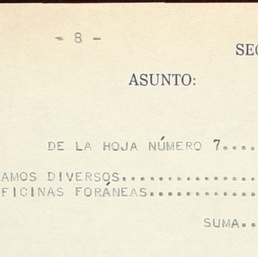 - 8 -
SEC
ASUNTO:
DE LA HOJA NÚMERO 7....
AMOS DIVERSOS...............
FICINAS FORÁNEAS............
SUMA...